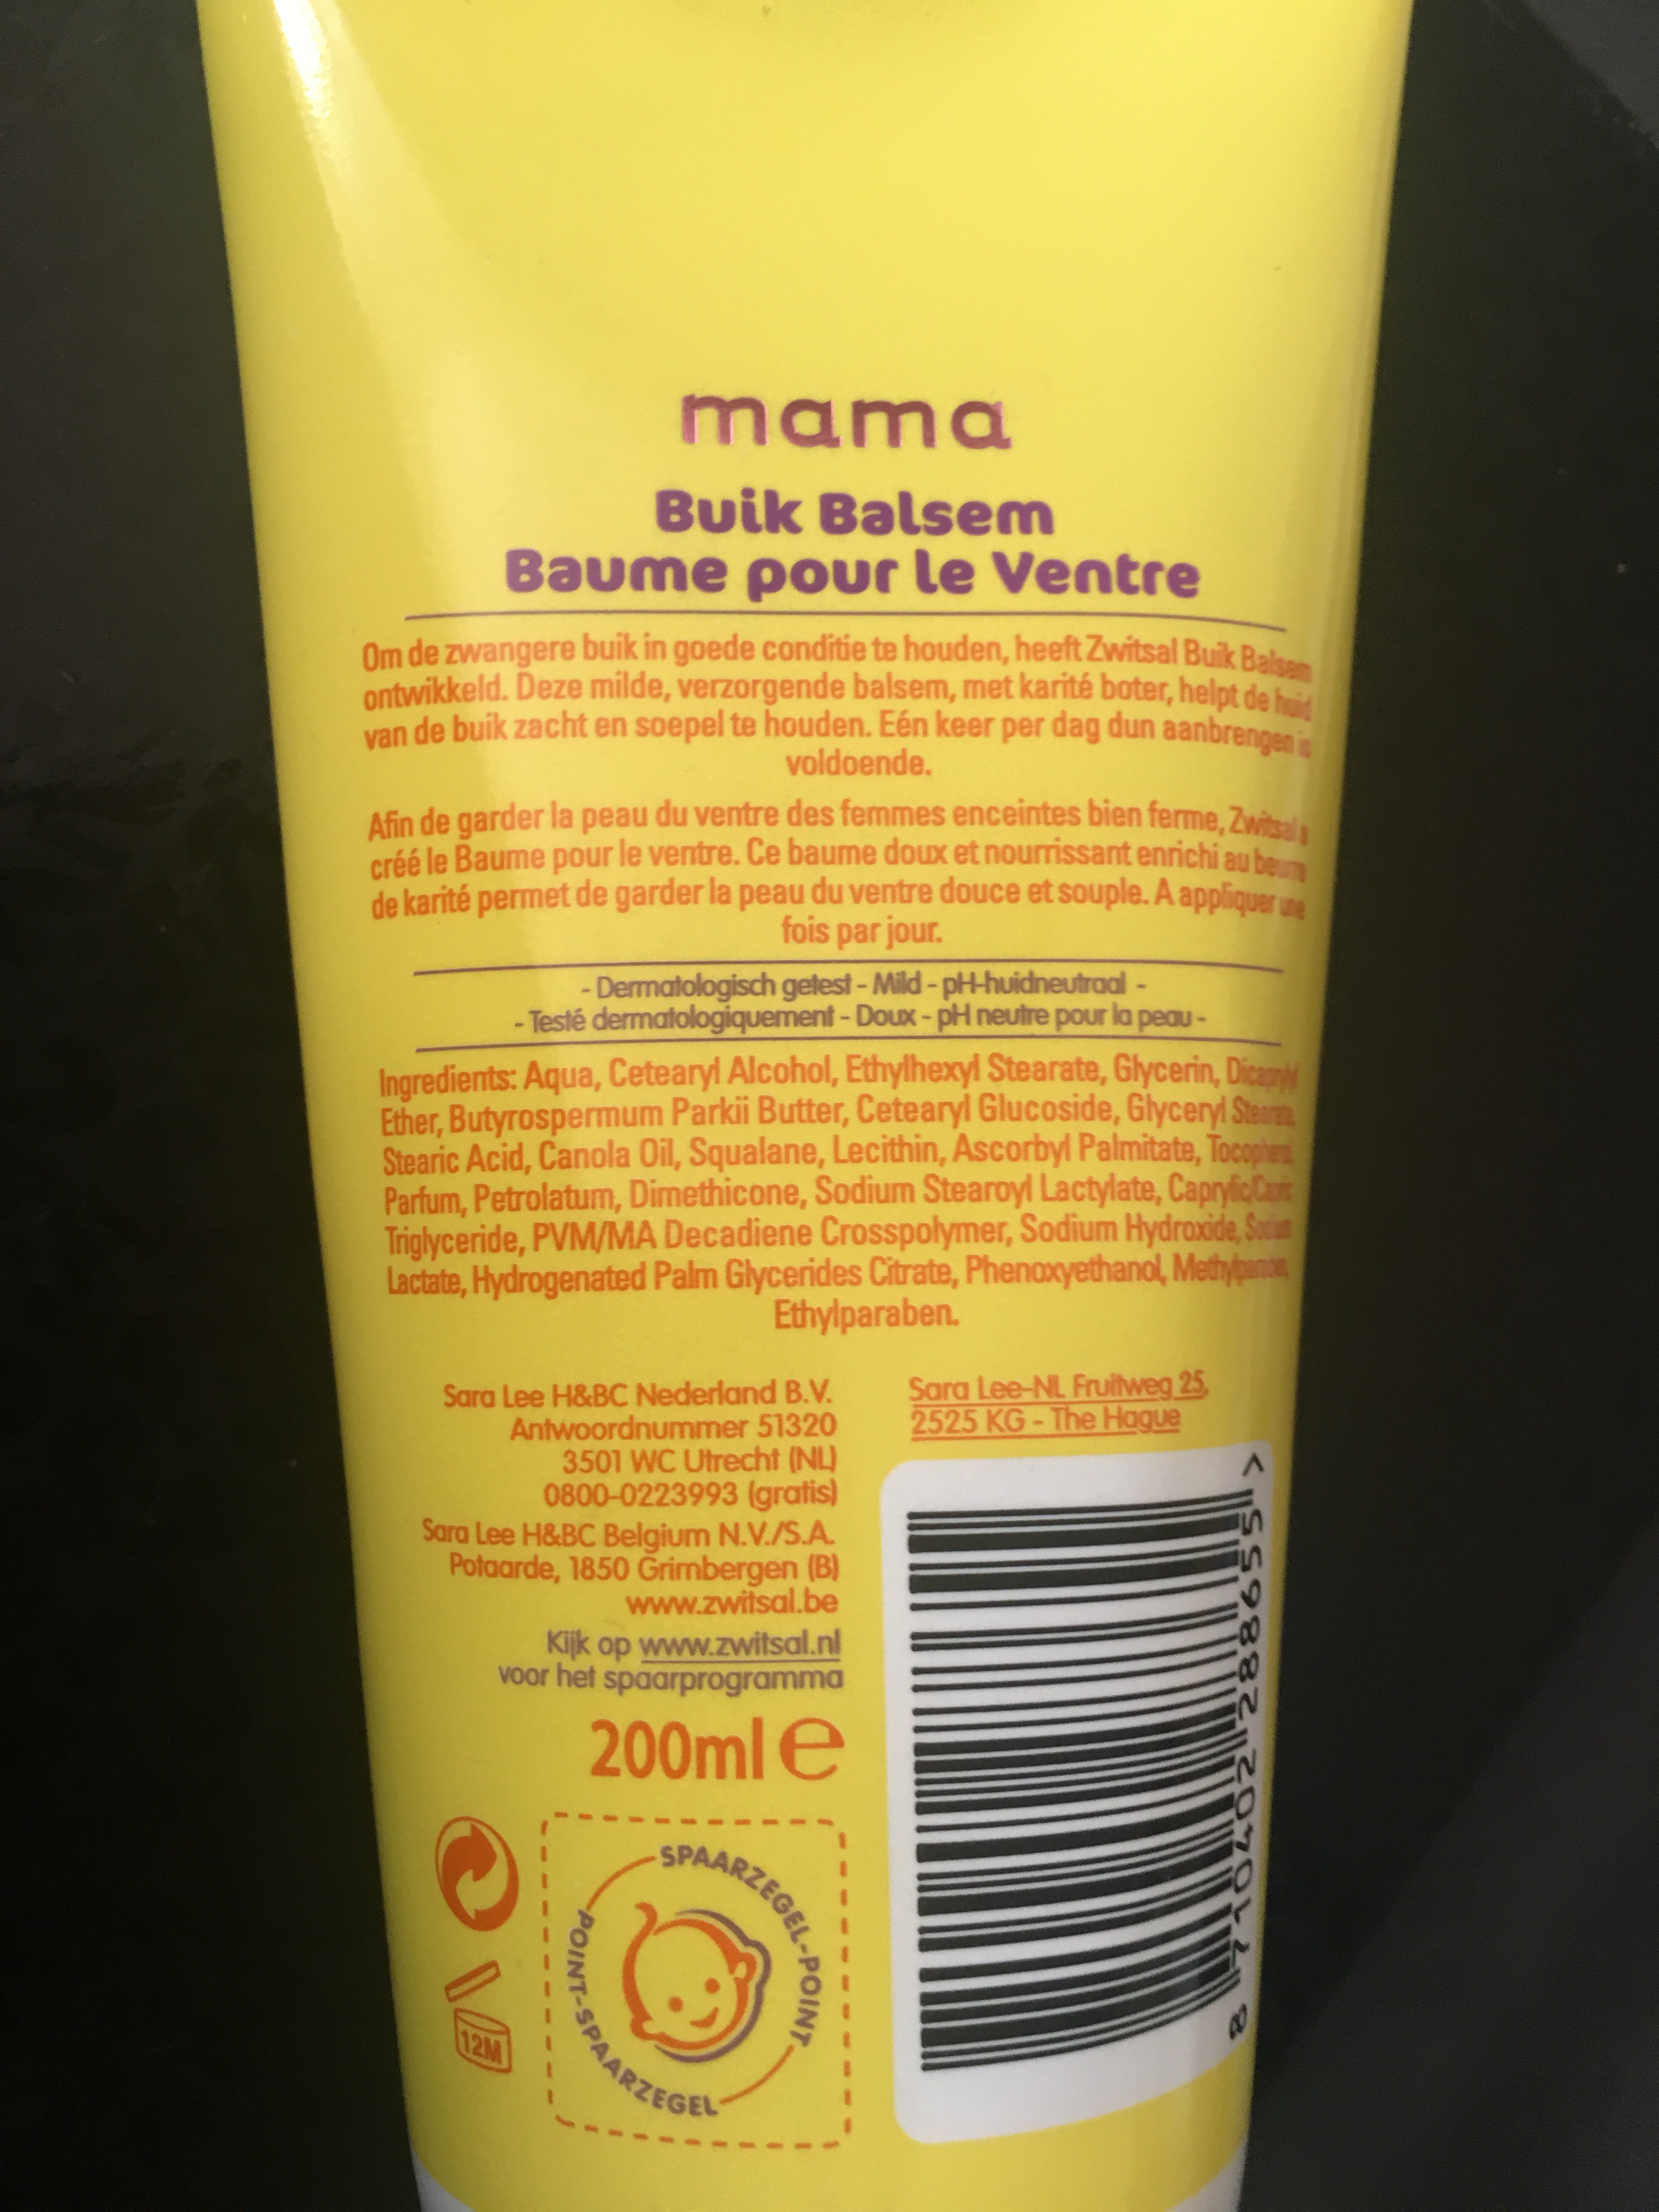 mama
Buik Balsem
Baume pour le Ventre
Om de zwangere buik in goede conditie te houden, heeft Zwitsal Buik Balsem
ontwikkeld. Deze milde, verzorgende balsem, met karité boter, helpt de huid
van de buik zacht en soepel te houden. Eén keer per dag dun aanbrengen is
voldoende.
Afin de garder la peau du ventre des femmes enceintes bien ferme, Zwitsal a
créé le Baume pour le ventre. Ce baume doux et nourrissant enrichi au beurre
de karité permet de garder la peau du ventre douce et souple. A appliquer une
fois par jour.
- Dermatologisch getest - Mild - pH-huidneutraal -
- Testé dermatologiquement - Doux - pH neutre pour la peau -
Ingredients: Aqua, Cetearyl Alcohol, Ethylhexyl Stearate, Glycerin, Dicaprylyl
Ether, Butyrospermum Parkii Butter, Cetearyl Glucoside, Glyceryl Stearate,
Stearic Acid, Canola Oil, Squalane, Lecithin, Ascorbyl Palmitate,
Parfum, Petrolatum, Dimethicone, Sodium Stearoyl Lactylate, Caprylic/Capric
Triglyceride, PVM/MA Decadiene Crosspolymer, Sodium Hydroxide, Sodium
Lactate, Hydrogenated Palm Glycerides Citrate, Phenoxyethanol, Methylparaben,
Ethylparaben.
Sara Lee H&BC Nederland B.V.
Antwoordnummer 51320
3501 WC Utrecht (NL)
0800-0223993 (gratis)
Sara Lee H&BC Belgium N.V./S.A.
Potaarde, 1850 Grimbergen (B)
www.zwitsal.be
Kijk op www.zwitsal.nl
voor het spaarprogramma
200ml e
Sara Lee-NL Fruitweg 25,
2525 KG - The Hague
8 710402 288655 >
SPAARZEGEL-POINT
POINT-SPAARZEGEL
12M